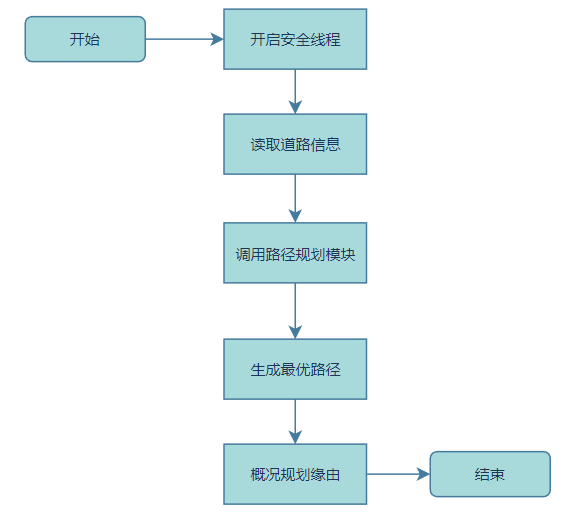 开始
开启安全线程
读取道路信息
调用路径规划模块
生成最优路径
概况规划缘由
结束